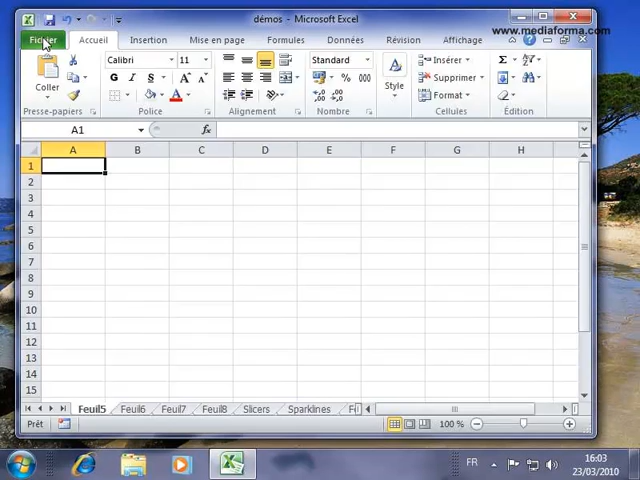 démos - Microsoft Excel
www.mediaforma.com
Fichier Accueil Insertion Mise en page Formules Données Révision Affichage
Coller
Calibri 11
G I S
Standard
%
000
Style
Insérer
Supprimer
Format
Σ
Presse-papiers Police Alignement Nombre Cellules Édition
A1 fx
A B C D E F G H
1
2
3
4
5
6
7
8
9
10
11
12
13
14
15
Feuil5 Feuil6 Feuil7 Feuil8 Slicers Sparklines
Prêt 100 %
FR 16:03
23/03/2010